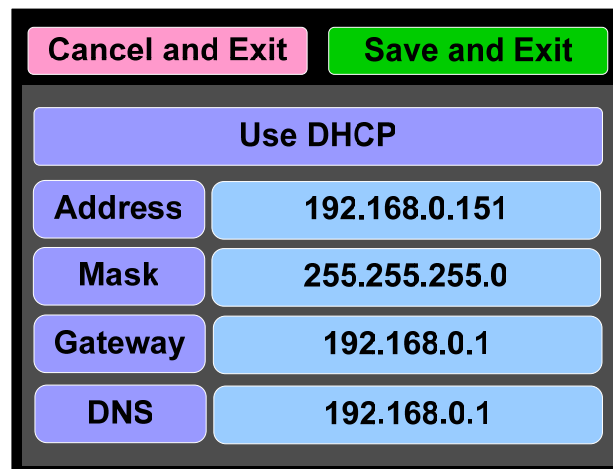 Cancel and Exit Save and Exit
Use DHCP
Address 192.168.0.151
Mask 255.255.255.0
Gateway 192.168.0.1
DNS 192.168.0.1